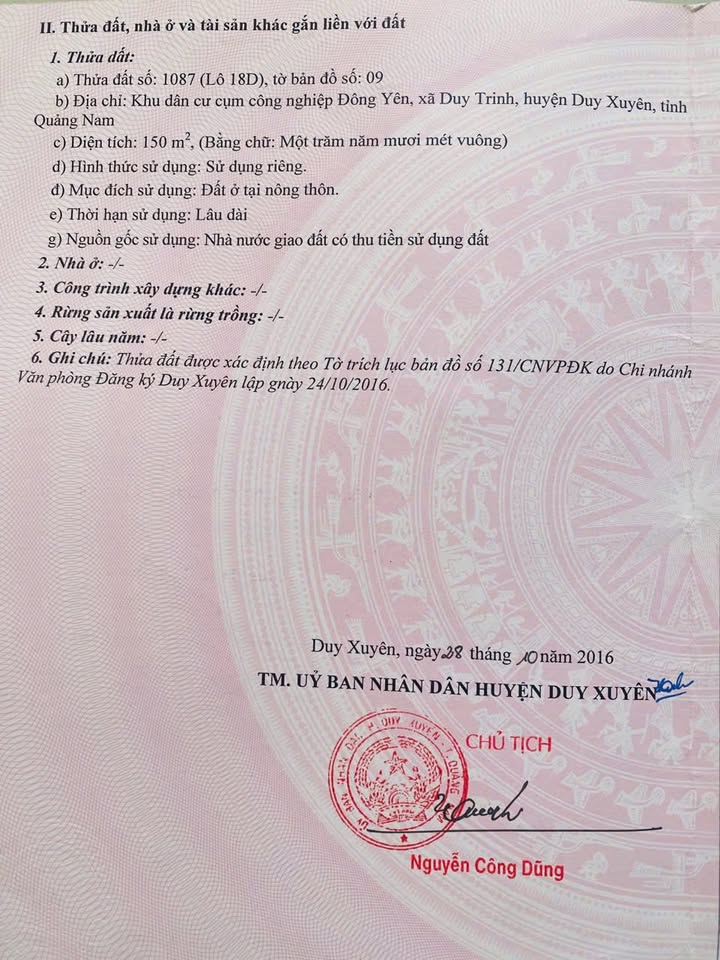 II. Thửa đất, nhà ở và tài sản khác gắn liền với đất
1. Thửa đất:
a) Thửa đất số: 1087 (Lô 18D), tờ bản đồ số: 09
b) Địa chỉ: Khu dân cư cụm công nghiệp Đông Yên, xã Duy Trinh, huyện Duy Xuyên, tỉnh
Quảng Nam
c) Diện tích: 150 m², (Bằng chữ: Một trăm năm mươi mét vuông)
d) Hình thức sử dụng: Sử dụng riêng.
đ) Mục đích sử dụng: Đất ở tại nông thôn.
e) Thời hạn sử dụng: Lâu dài
g) Nguồn gốc sử dụng: Nhà nước giao đất có thu tiền sử dụng đất
2. Nhà ở: -/-
3. Công trình xây dựng khác: -/-
4. Rừng sản xuất là rừng trồng: -/-
5. Cây lâu năm: -/-
6. Ghi chú: Thửa đất được xác định theo Tờ trích lục bản đồ số 131/CNVPĐK do Chi nhánh
Văn phòng Đăng ký Duy Xuyên lập gnày 24/10/2016.
Duy Xuyên, ngày 28 tháng 10 năm 2016
TM. UỶ BAN NHÂN DÂN HUYỆN DUY XUYÊN
CHỦ TỊCH
ỦY BAN NHÂN DÂN H. DUY XUYÊN - T. QUẢNG
Nguyễn Công Dũng